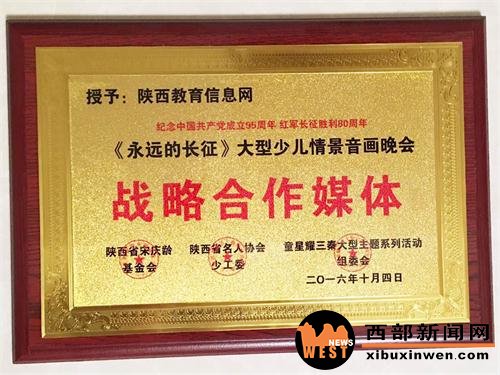 授予：陕西教育信息网
纪念中国共产党成立95周年 红军长征胜利80周年
《永远的长征》大型少儿情景音画晚会
战略合作媒体
陕西省宋庆龄 陕西省名人协会 童星耀三秦大型主题系列活动
基金会 少工委 组委会
二〇一六年十月四日
NEWS
WEST
西部新闻网
xibuxinwen.com